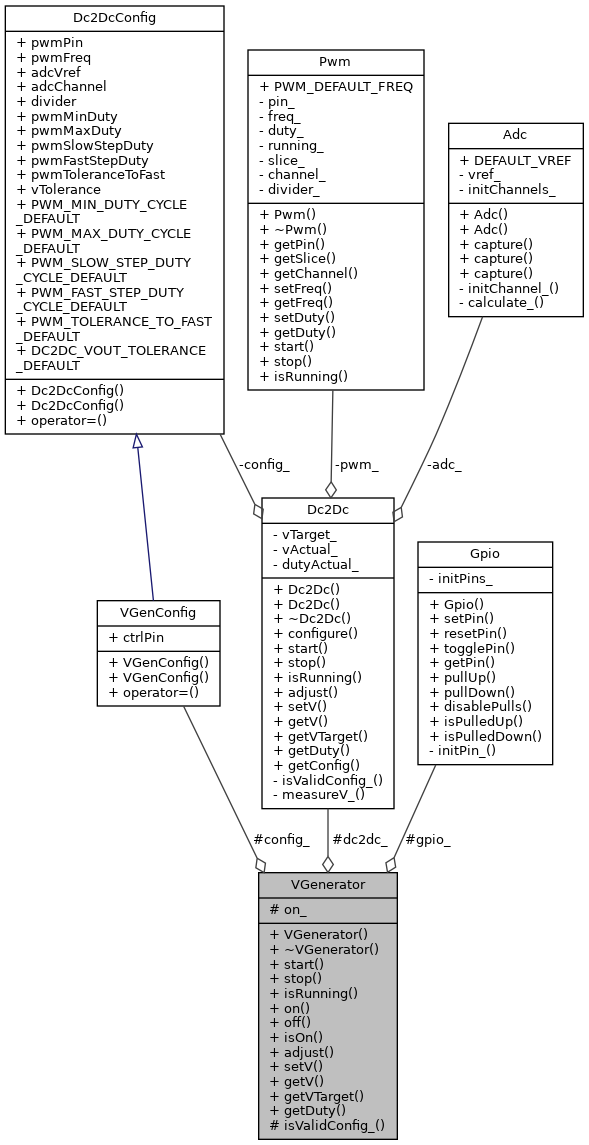 Dc2DcConfig
+ pwmPin
+ pwmFreq
+ adcVref
+ adcChannel
+ divider
+ pwmMinDuty
+ pwmMaxDuty
+ pwmSlowStepDuty
+ pwmFastStepDuty
+ pwmToleranceToFast
+ vTolerance
+ PWM_MIN_DUTY_CYCLE
_DEFAULT
+ PWM_MAX_DUTY_CYCLE
_DEFAULT
+ PWM_SLOW_STEP_DUTY
_CYCLE_DEFAULT
+ PWM_FAST_STEP_DUTY
_CYCLE_DEFAULT
+ PWM_TOLERANCE_TO_FAST
_DEFAULT
+ DC2DC_VOUT_TOLERANCE
_DEFAULT
+ Dc2DcConfig()
+ Dc2DcConfig()
+ operator=()
Pwm
+ PWM_DEFAULT_FREQ
- pin_
- freq_
- duty_
- running_
- slice_
- channel_
- divider_
+ Pwm()
+ ~Pwm()
+ getPin()
+ getSlice()
+ getChannel()
+ setFreq()
+ getFreq()
+ setDuty()
+ getDuty()
+ start()
+ stop()
+ isRunning()
Adc
+ DEFAULT_VREF
- vref_
- initChannels_
+ Adc()
+ Adc()
+ capture()
+ capture()
+ capture()
- initChannel_()
- calculate_()
-config_
-pwm_
-adc_
VGenConfig
+ ctrlPin
+ VGenConfig()
+ VGenConfig()
+ operator=()
Dc2Dc
- vTarget_
- vActual_
- dutyActual_
+ Dc2Dc()
+ Dc2Dc()
+ ~Dc2Dc()
+ configure()
+ start()
+ stop()
+ isRunning()
+ adjust()
+ setV()
+ getV()
+ getVTarget()
+ getDuty()
+ getConfig()
- isValidConfig_()
- measureV_()
Gpio
- initPins_
+ Gpio()
+ setPin()
+ resetPin()
+ togglePin()
+ getPin()
+ pullUp()
+ pullDown()
+ disablePulls()
+ isPulledUp()
+ isPulledDown()
- initPin_()
#config_
#dc2dc_
#gpio_
VGenerator
# on_
+ VGenerator()
+ ~VGenerator()
+ start()
+ stop()
+ isRunning()
+ on()
+ off()
+ isOn()
+ adjust()
+ setV()
+ getV()
+ getVTarget()
+ getDuty()
# isValidConfig_()